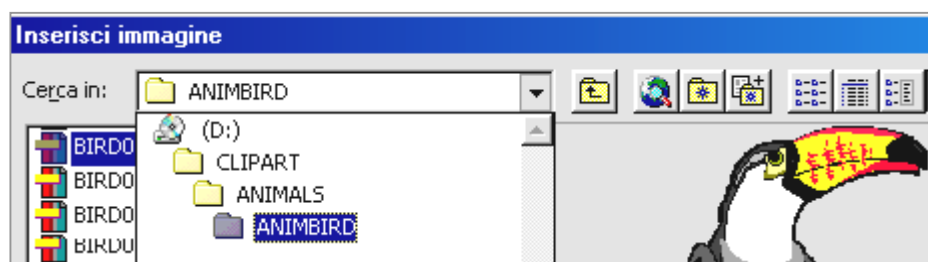 Inserisci immagine
Cerca in: ANIMBIRD
(D:)
BIRD0
CLIPART
BIRD0
ANIMALS
BIRD0
ANIMBIRD
BIRD0